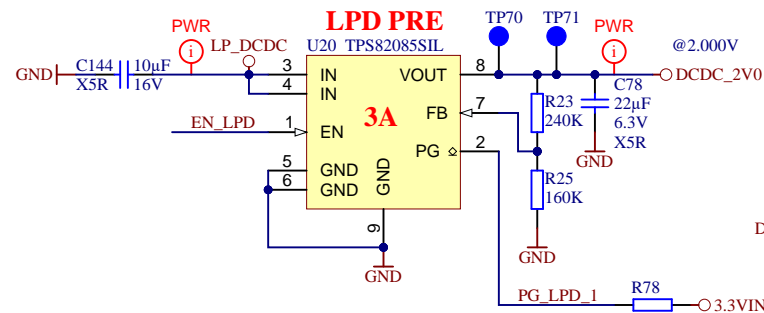 LPD PRE
TP70
TP71
PWR
PWR
LP_DCDC
U20 TPS82085SIL
@2.000V
C144
10µF
GND
X5R
16V
3
IN
VOUT
8
DCDC_2V0
4
IN
C78
R23
22µF
FB
7
240K
6.3V
3A
X5R
EN_LPD
1
EN
PG
2
GND
5
GND
6
GND
GND
R25
160K
9
GND
GND
D
PG_LPD_1
R78
3.3VIN